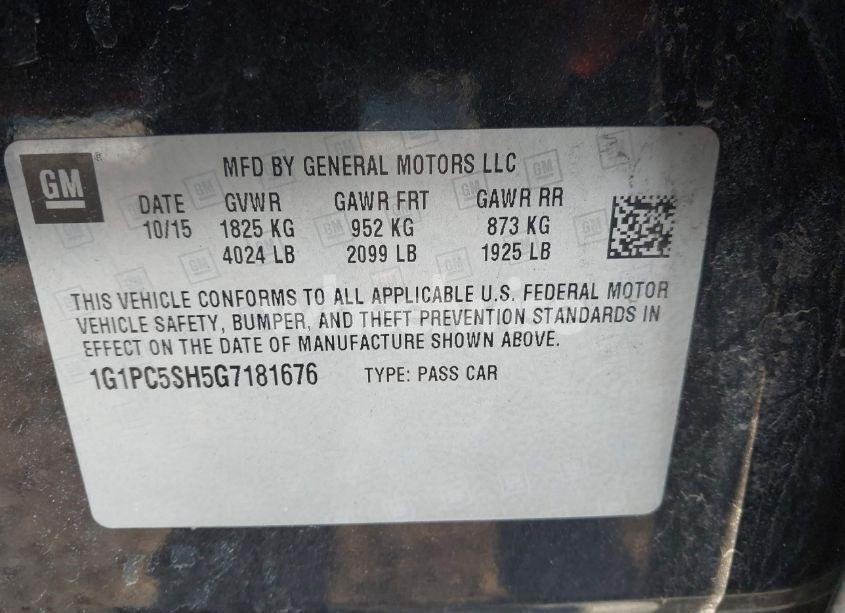 GM
MFD BY GENERAL MOTORS LLC
DATE GVWR GAWR FRT GAWR RR
10/15 1825 KG 952 KG 873 KG
4024 LB 2099 LB 1925 LB
THIS VEHICLE CONFORMS TO ALL APPLICABLE U.S. FEDERAL MOTOR
VEHICLE SAFETY, BUMPER, AND THEFT PREVENTION STANDARDS IN
EFFECT ON THE DATE OF MANUFACTURE SHOWN ABOVE.
1G1PC5SH5G7181676 TYPE: PASS CAR